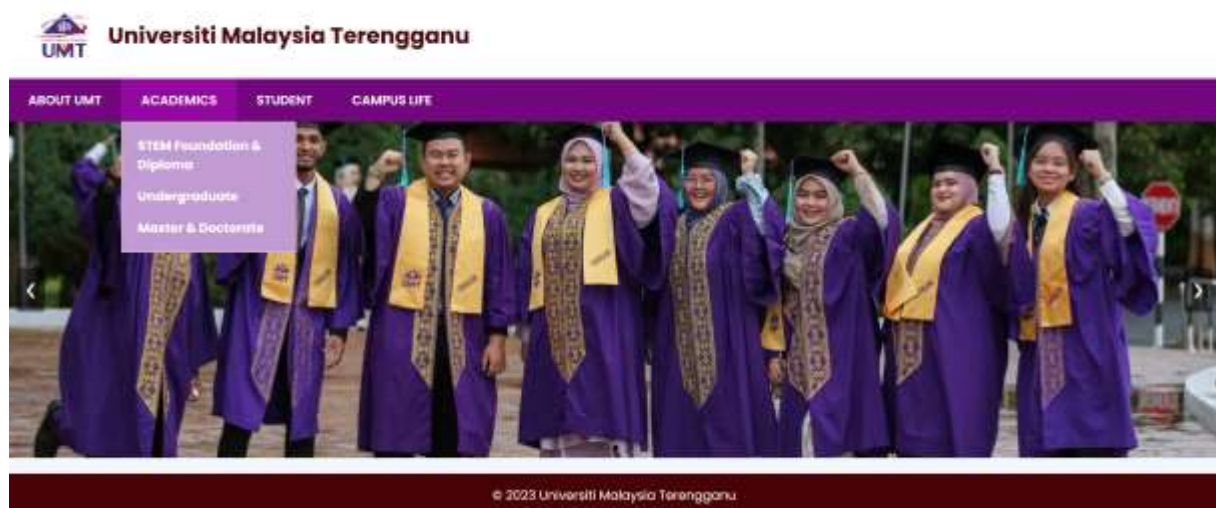 UMT
Universiti Malaysia Terengganu
ABOUT UMT ACADEMICS STUDENT CAMPUS LIFE
STEM Foundation &
Diploma
Undergraduate
Master & Doctorate
UMT
© 2023 Universiti Malaysia Terengganu